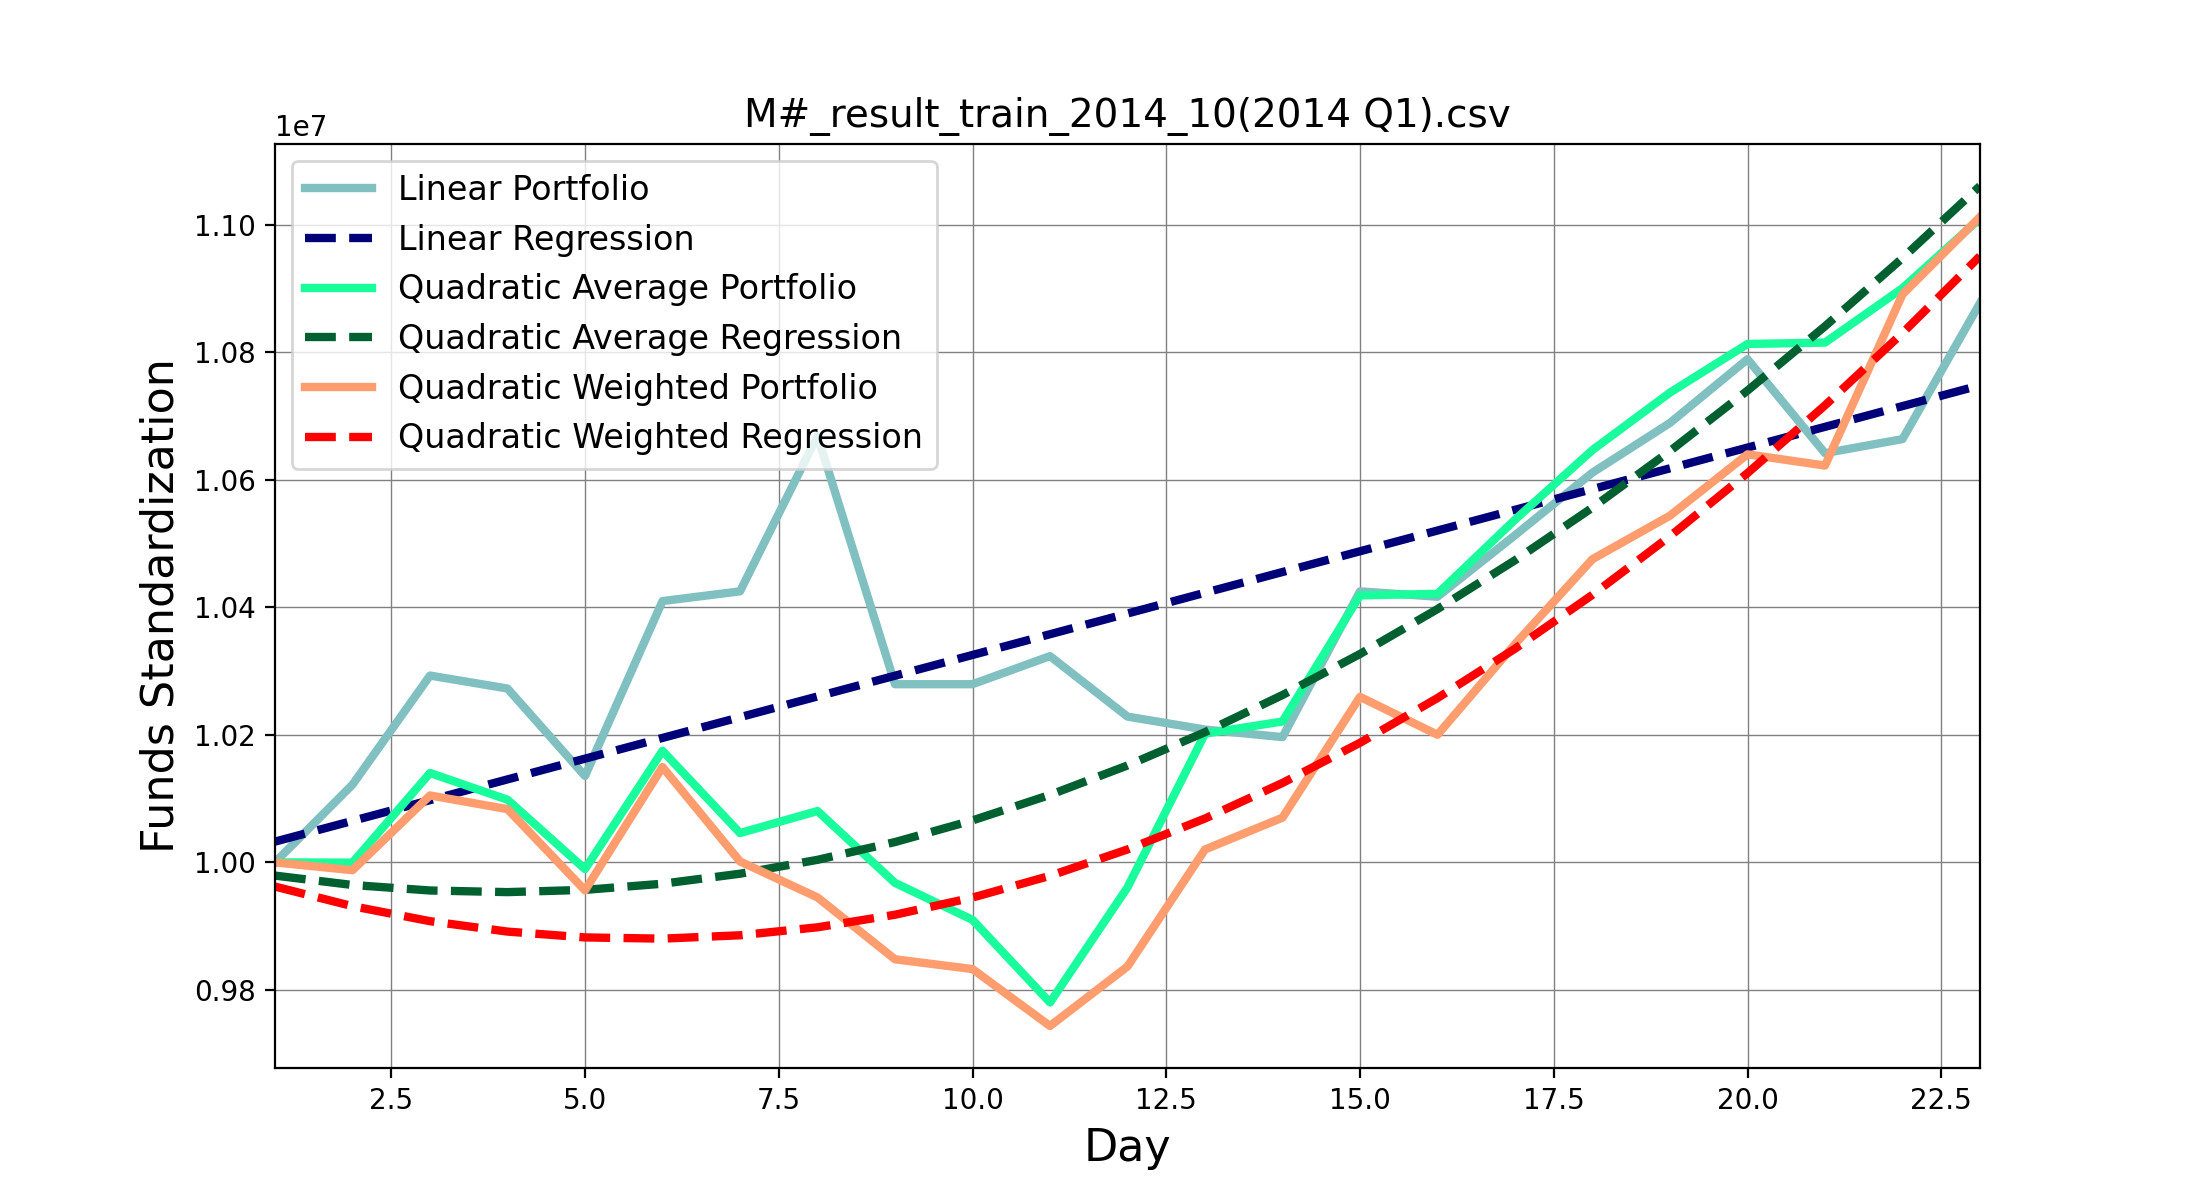 M#_result_train_2014_10(2014 Q1).csv
1e7
Linear Portfolio
Linear Regression
Quadratic Average Portfolio
Quadratic Average Regression
Quadratic Weighted Portfolio
Quadratic Weighted Regression
1.10
1.08
1.06
1.04
1.02
1.00
0.98
Funds Standardization
2.5 5.0 7.5 10.0 12.5 15.0 17.5 20.0 22.5
Day